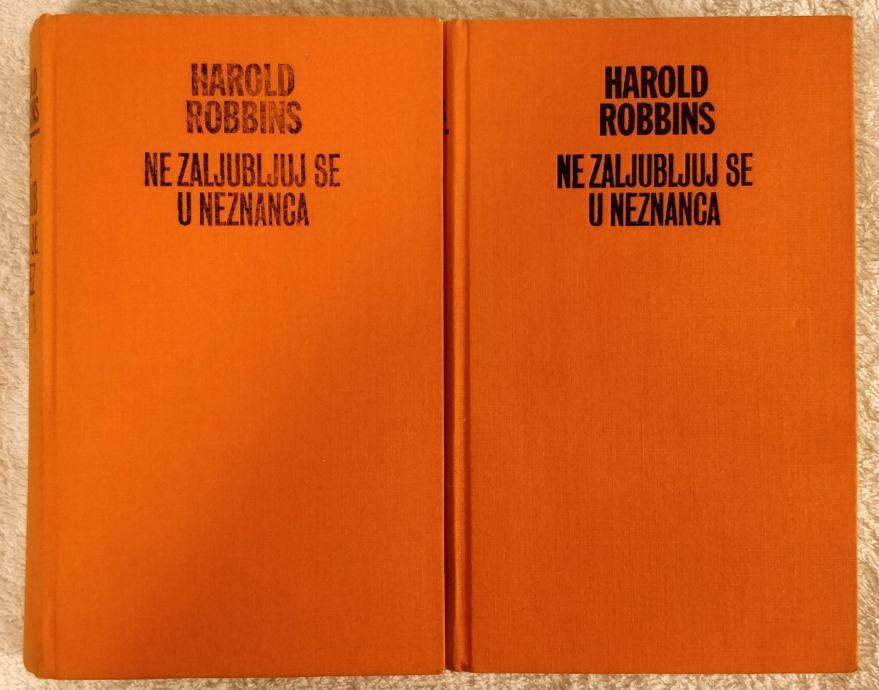 HAROLD
ROBBINS
NE ZALJUBLJUJ SE
U NEZNANCA
HAROLD
ROBBINS
NE ZALJUBLJUJ SE
U NEZNANCA